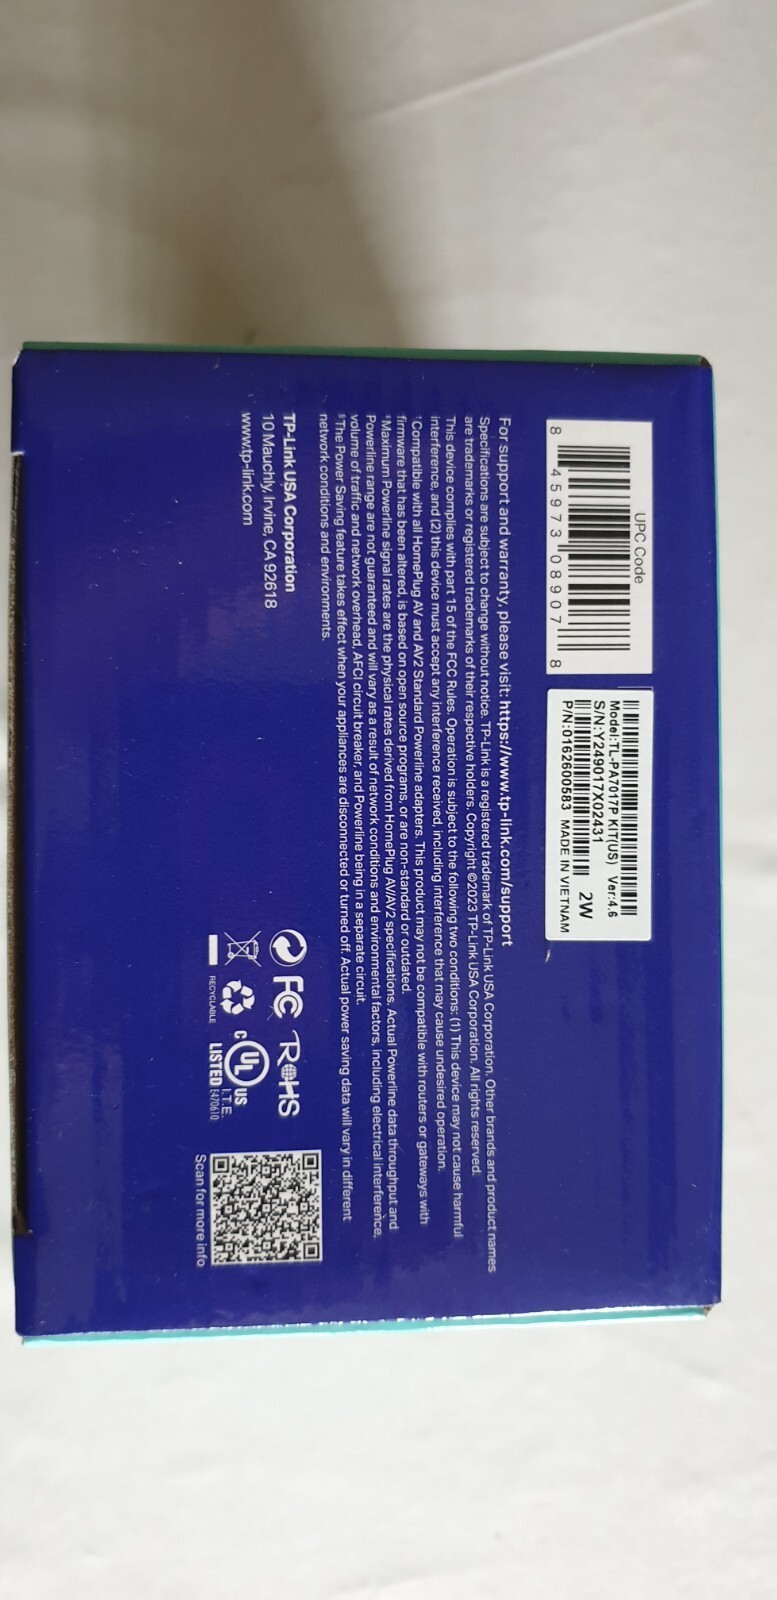 UPC Code
8 45973 08907 8
Model:TL-PA7017P KIT(US) Ver:4.6
S/N:Y249017X02431
2W
P/N:0162600583 MADE IN VIETNAM
For support and warranty, please visit: https://www.tp-link.com/support
Specifications are subject to change without notice. TP-Link is a registered trademark of TP-Link USA Corporation. Other brands and product names
are trademarks or registered trademarks of their respective holders. Copyright ©2023 TP-Link USA Corporation. All rights reserved.
This device complies with part 15 of the FCC Rules. Operation is subject to the following two conditions: (1) This device may not cause harmful
interference, and (2) this device must accept any interference received, including interference that may cause undesired operation.
Compatible with all HomePlug AV and AV2 Standard Powerline adapters. This product may not be compatible with routers or gateways with
firmware that has been altered, is based on open source programs, or are non-standard or outdated.
Maximum Powerline signal rates are the physical rates derived from HomePlug AV/AV2 specifications. Actual Powerline data throughput and
Powerline range are not guaranteed and will vary as a result of network conditions and environmental factors, including electrical interference,
volume of traffic and network overhead, AFCI circuit breaker, and Powerline being in a separate circuit.
The Power Saving feature takes effect when your appliances are disconnected or turned off. Actual power saving data will vary in different
network conditions and environments.
TP-Link USA Corporation
10 Mauchly, Irvine, CA 92618
www.tp-link.com
FC RoHS
RECYCLABLE
C UL US
LISTED
I.T.E.
E470610
Scan for more info